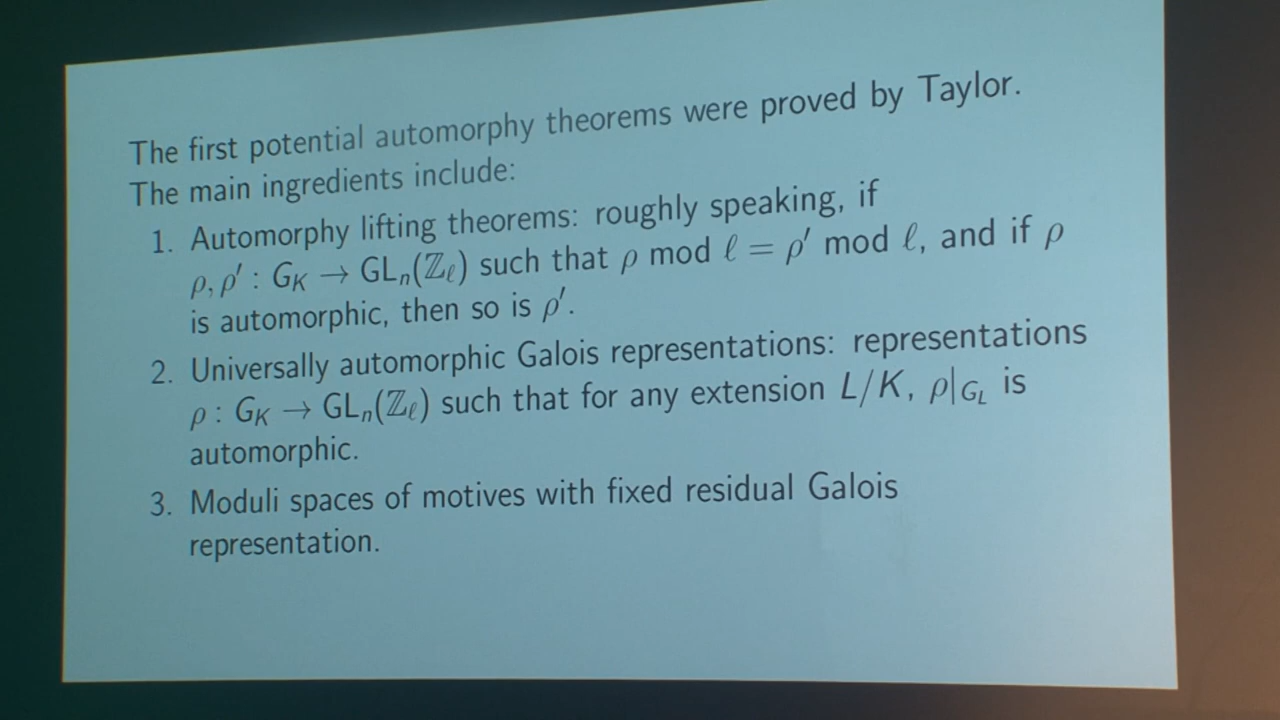 The first potential automorphy theorems were proved by Taylor.
The main ingredients include:
1. Automorphy lifting theorems: roughly speaking, if
ρ, ρ′ : G_K → GL_n(ℤ_ℓ) such that ρ mod ℓ = ρ′ mod ℓ, and if ρ
is automorphic, then so is ρ′.
2. Universally automorphic Galois representations: representations
ρ : G_K → GL_n(ℤ_ℓ) such that for any extension L/K, ρ|_{G_L} is
automorphic.
3. Moduli spaces of motives with fixed residual Galois
representation.